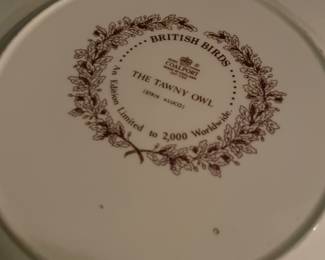 BRITISH BIRDS
COALPORT
THE TAWNY OWL
An Edition Limited to 2,000 Worldwide.